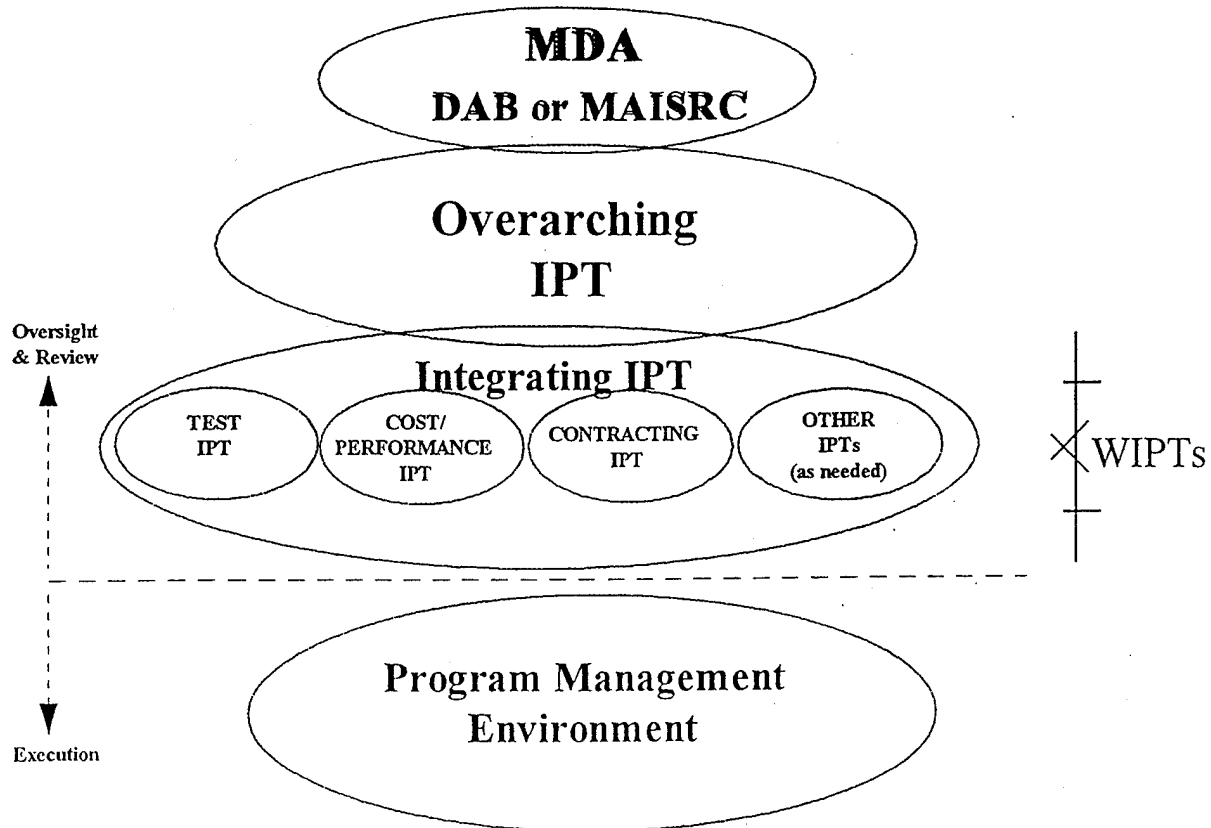 MDA
DAB or MAISRC
Overarching
IPT
Oversight
& Review
Integrating IPT
TEST
IPT
COST/
PERFORMANCE
IPT
CONTRACTING
IPT
OTHER
IPTs
(as needed)
WIPTs
Program Management
Environment
Execution